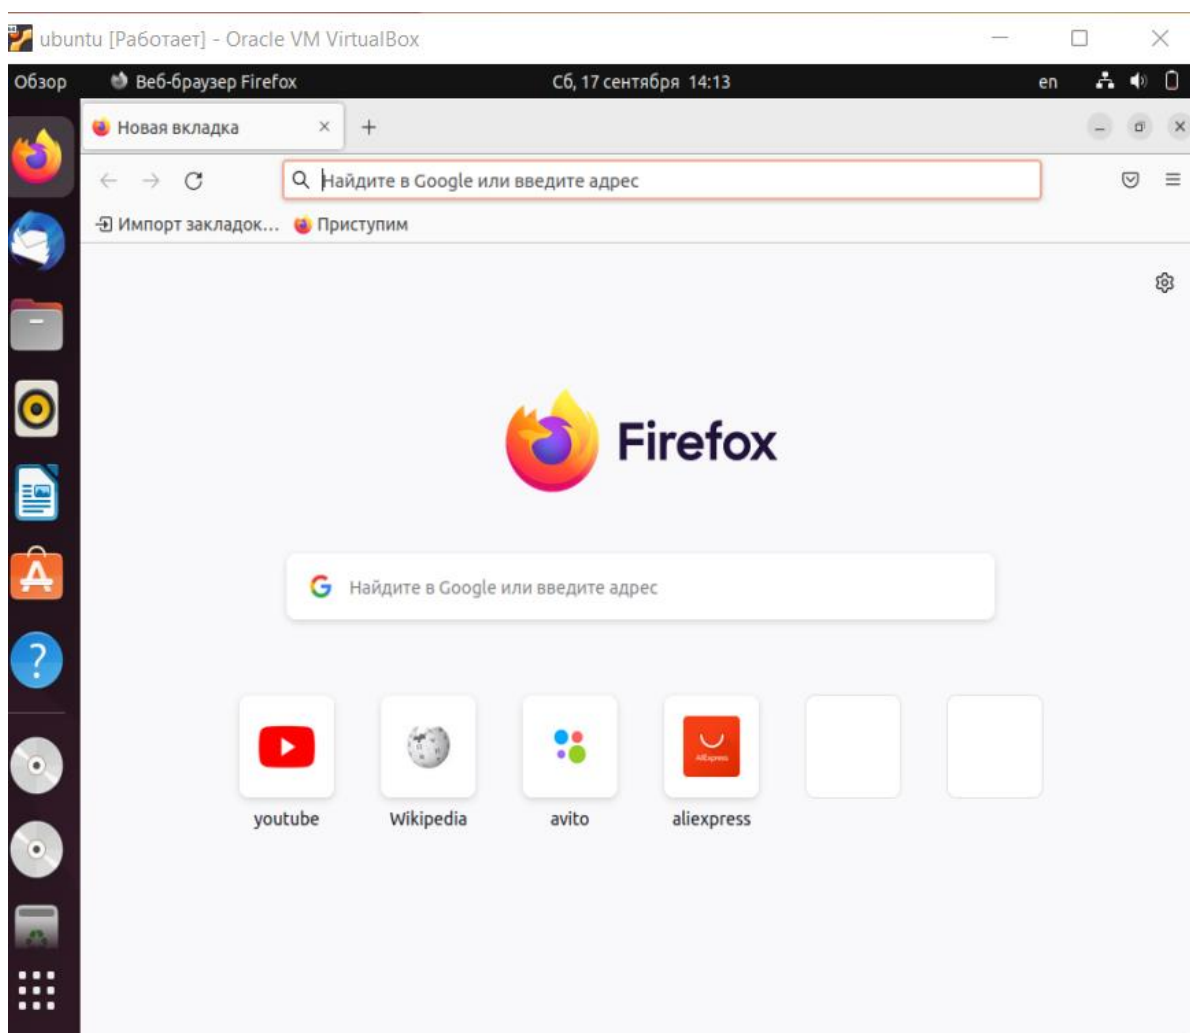 ubuntu [Работает] - Oracle VM VirtualBox
Обзор Веб-браузер Firefox Сб, 17 сентября 14:13 en
Новая вкладка
Найдите в Google или введите адрес
Импорт закладок... Приступим
Firefox
Найдите в Google или введите адрес
AliExpress
youtube Wikipedia avito aliexpress